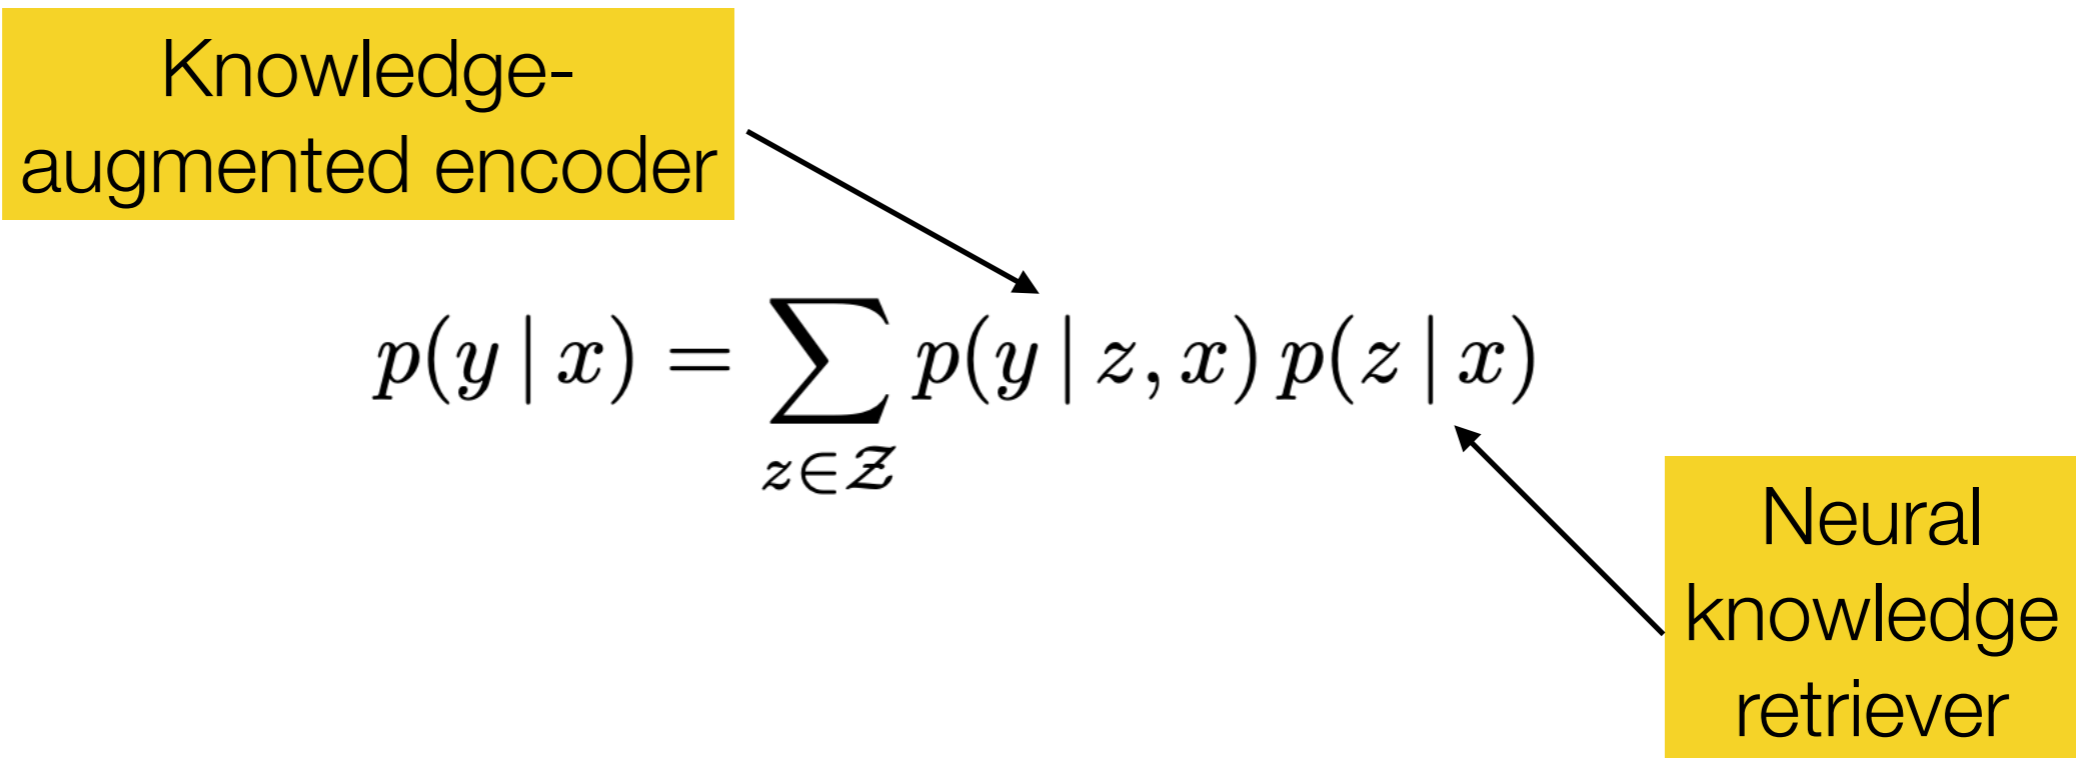 Knowledge-
augmented encoder
p(y | x) = ∑ p(y | z, x) p(z | x)
z∈𝒵
Neural
knowledge
retriever